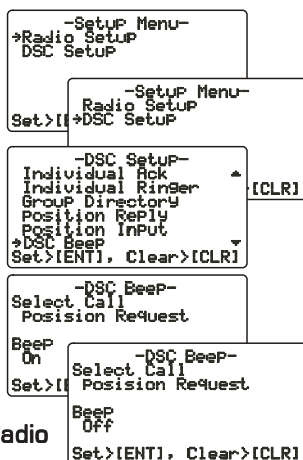 -Setup Menu-
→Radio Setup
DSC Setup
Set>[E
-Setup Menu-
Radio Setup
→DSC Setup
[CLR]
-DSC Setup-
Individual Ack ▲
Individual Ringer
Group Directory
Position Reply
Position Input
→DSC Beep ▼
Set>[ENT], Clear>[CLR]
-DSC Beep-
Select Call
Posision Request
Beep
On
Set>[E
-DSC Beep-
Select Call
Posision Request
Beep
Off
Set>[ENT], Clear>[CLR]
adio